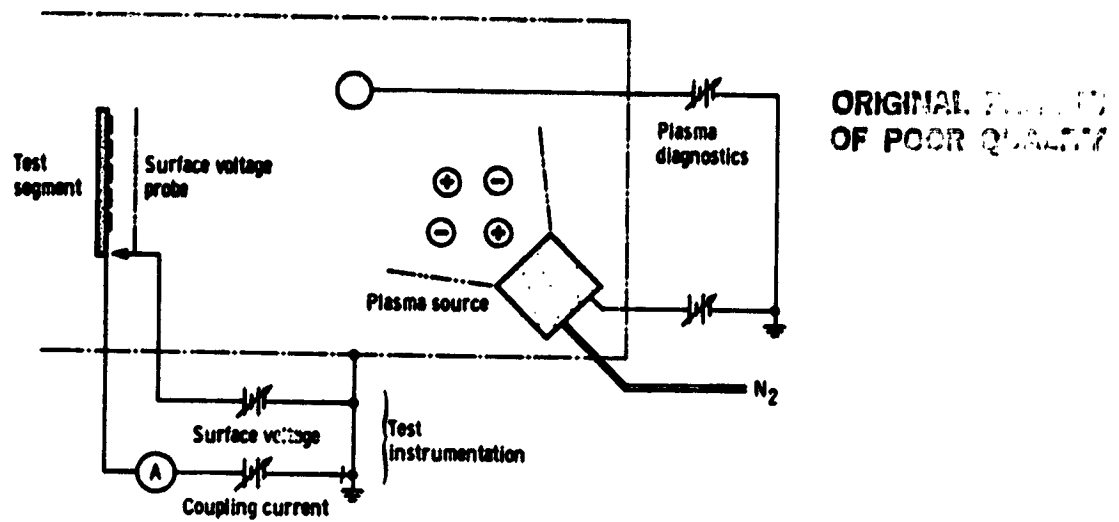 ORIGINAL
OF POOR QUALITY
Plasma
diagnostics
Test
segment
Surface voltage
probe
+
−
−
+
Plasma source
N2
Surface voltage
Test
instrumentation
A
Coupling current